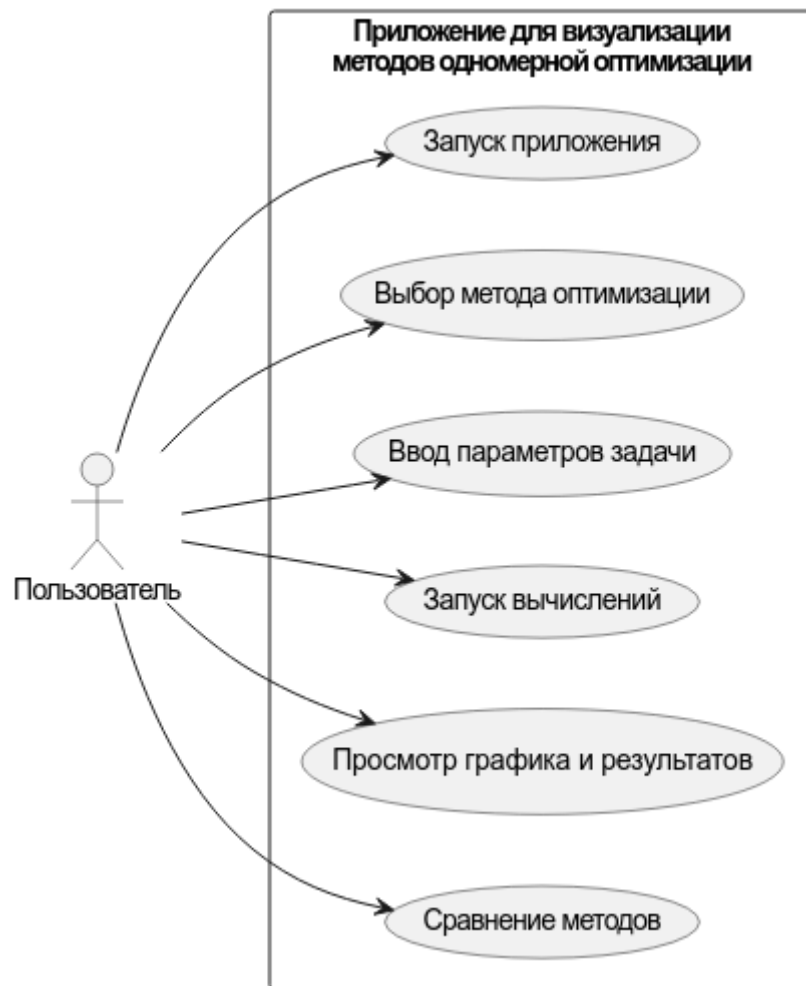 Приложение для визуализации
методов одномерной оптимизации
Запуск приложения
Выбор метода оптимизации
Ввод параметров задачи
Пользователь
Запуск вычислений
Просмотр графика и результатов
Сравнение методов